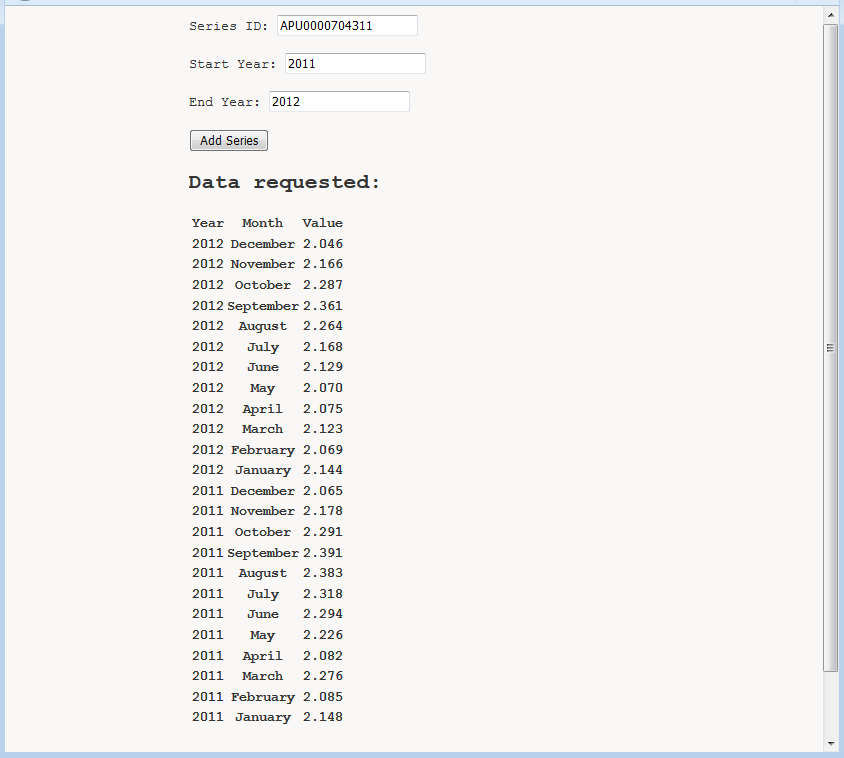 Series ID: APU0000704311
Start Year: 2011
End Year: 2012
Add Series
Data requested:
Year Month Value
2012 December 2.046
2012 November 2.166
2012 October 2.287
2012 September 2.361
2012 August 2.264
2012 July 2.168
2012 June 2.129
2012 May 2.070
2012 April 2.075
2012 March 2.123
2012 February 2.069
2012 January 2.144
2011 December 2.065
2011 November 2.178
2011 October 2.291
2011 September 2.391
2011 August 2.383
2011 July 2.318
2011 June 2.294
2011 May 2.226
2011 April 2.082
2011 March 2.276
2011 February 2.085
2011 January 2.148